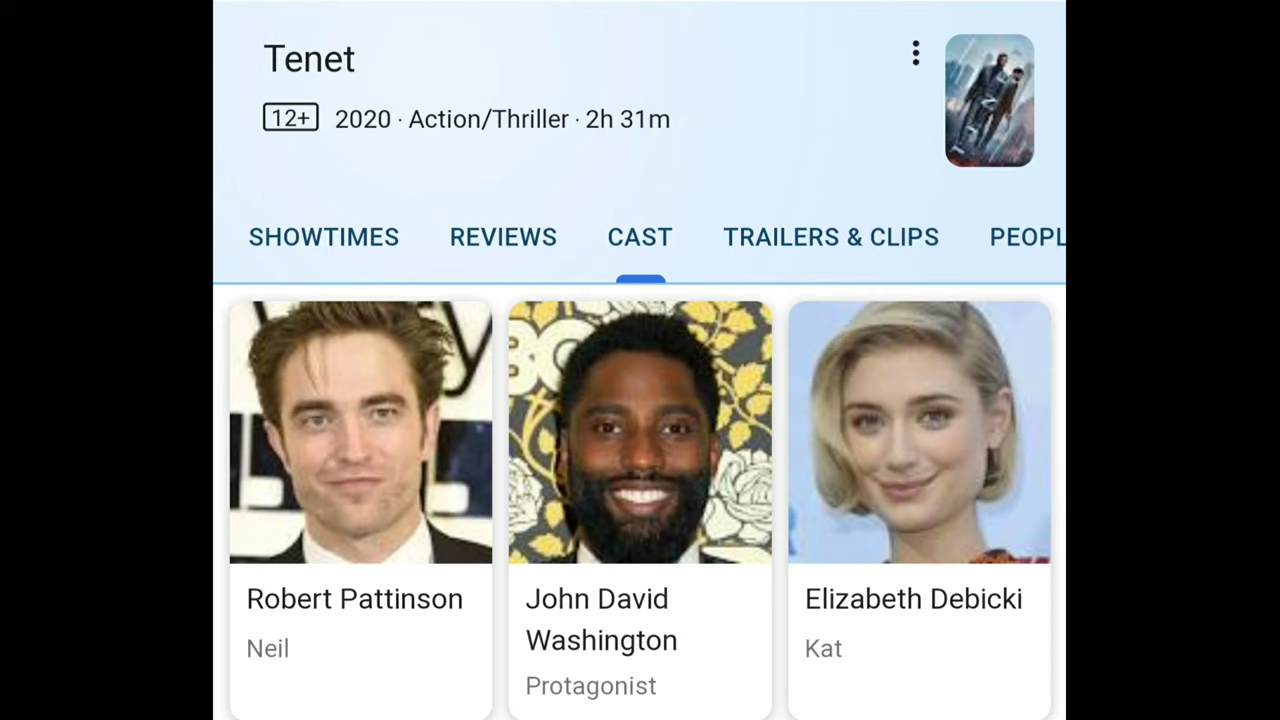 Tenet
12+ 2020 · Action/Thriller · 2h 31m
SHOWTIMES REVIEWS CAST TRAILERS & CLIPS PEOPL
Robert Pattinson
Neil
John David
Washington
Protagonist
Elizabeth Debicki
Kat